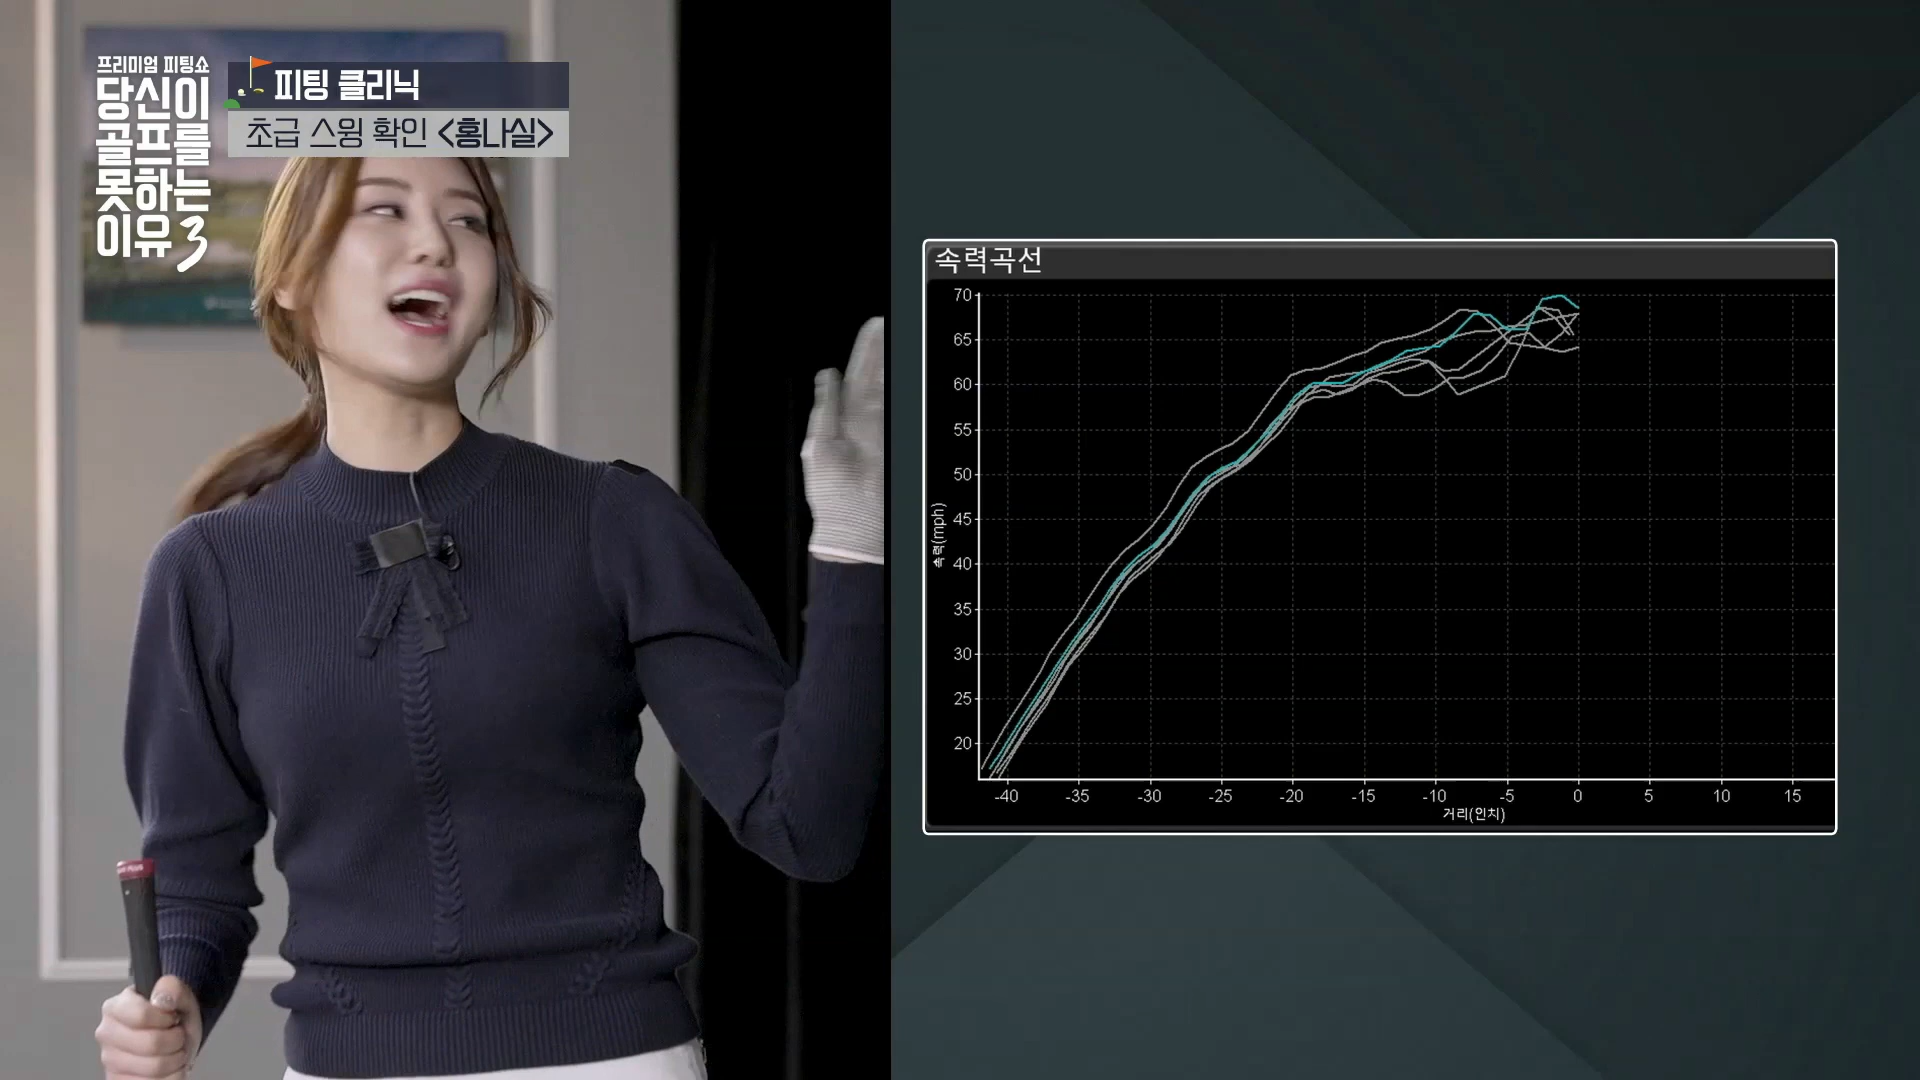 프리미엄 피팅쇼
당신이
골프를
못하는
이유3
피팅 클리닉
초급 스윙 확인 <홍나실>
속력곡선
속력(mph)
70
65
60
55
50
45
40
35
30
25
20
-40 -35 -30 -25 -20 -15 -10 -5 0 5 10 15
거리(인치)